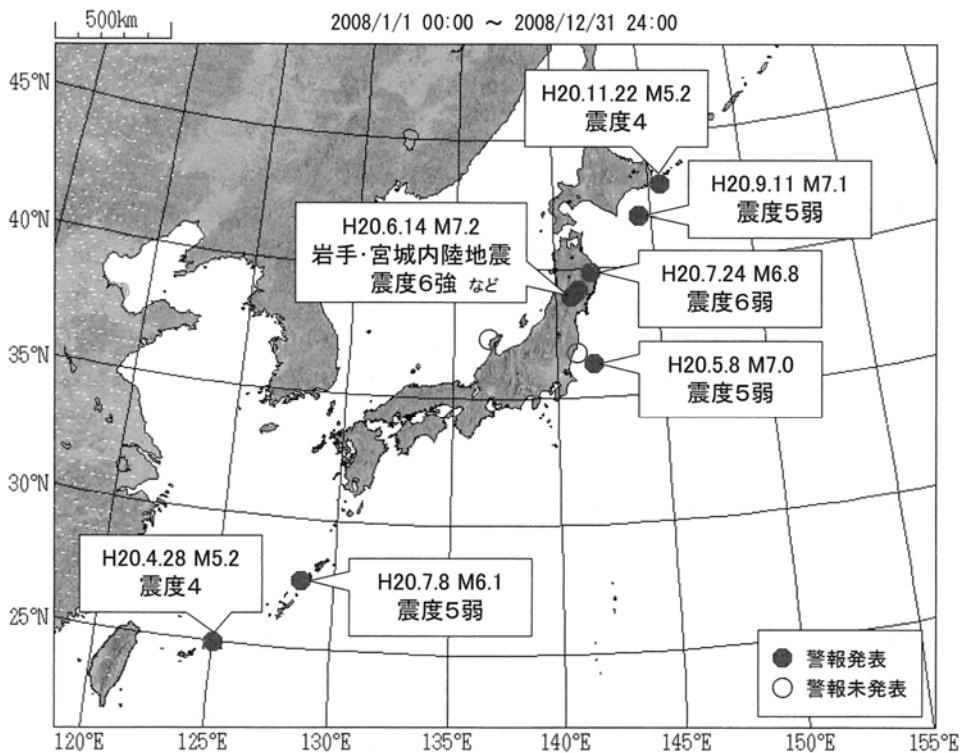 500km
2008/1/1 00:00 ～ 2008/12/31 24:00
45°N
40°N
35°N
30°N
25°N
H20.11.22 M5.2
震度4
H20.9.11 M7.1
震度5弱
H20.6.14 M7.2
岩手・宮城内陸地震
震度6強 など
H20.7.24 M6.8
震度6弱
H20.5.8 M7.0
震度5弱
H20.4.28 M5.2
震度4
H20.7.8 M6.1
震度5弱
警報発表
警報未発表
120°E
125°E
130°E
135°E
140°E
145°E
150°E
155°E